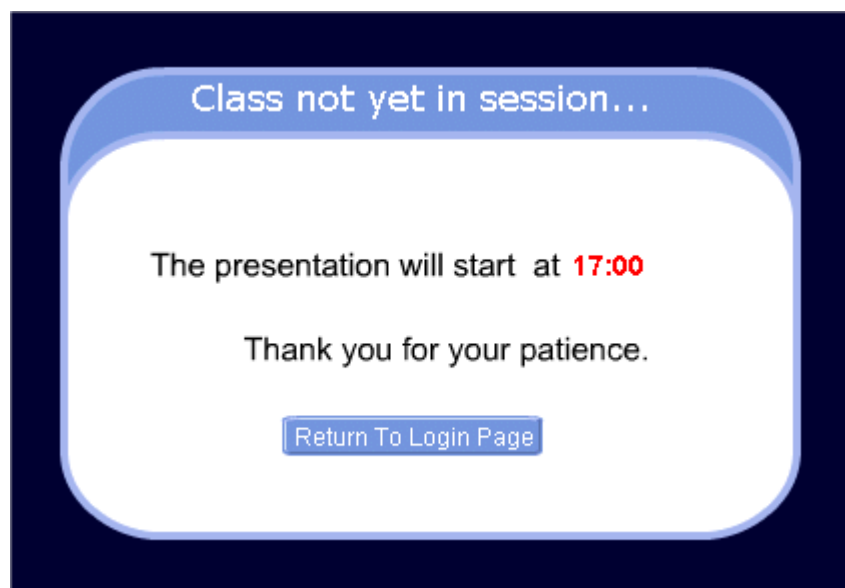 Class not yet in session...
The presentation will start at 17:00
Thank you for your patience.
Return To Login Page